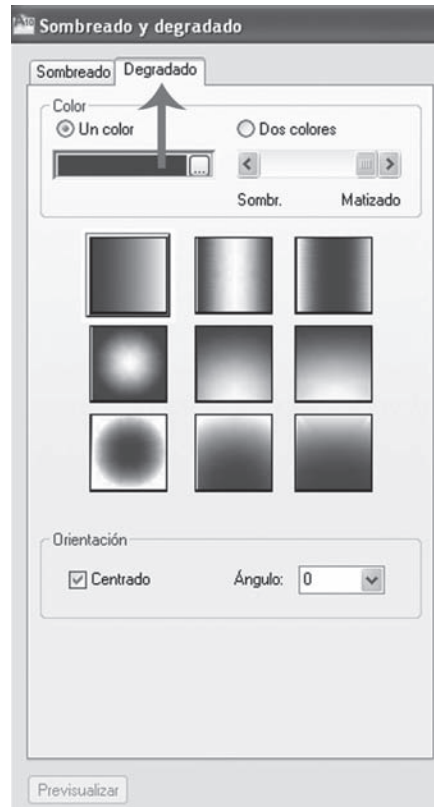 Sombreado y degradado
Sombreado Degradado
Color
Un color Dos colores
...
Sombr. Matizado
Orientación
Centrado Ángulo: 0
Previsualizar